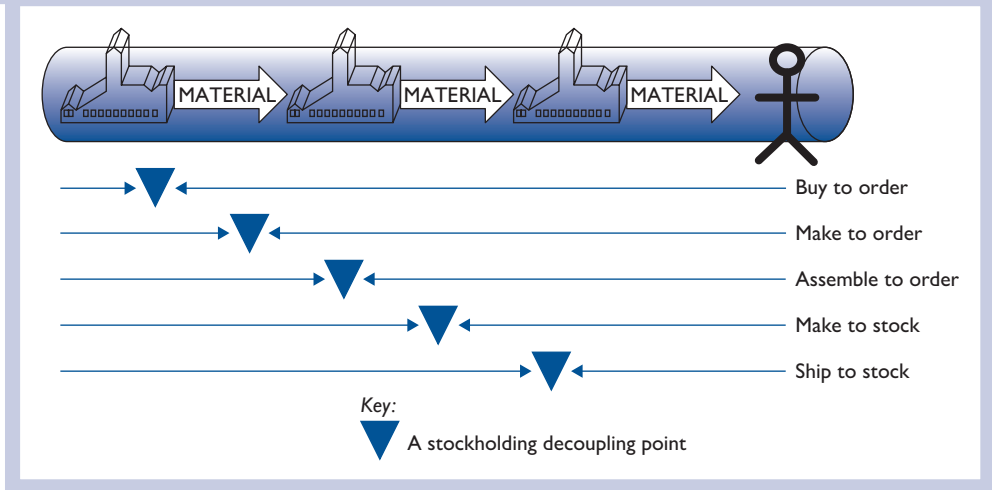 MATERIAL MATERIAL MATERIAL
Buy to order
Make to order
Assemble to order
Make to stock
Ship to stock
Key:
A stockholding decoupling point